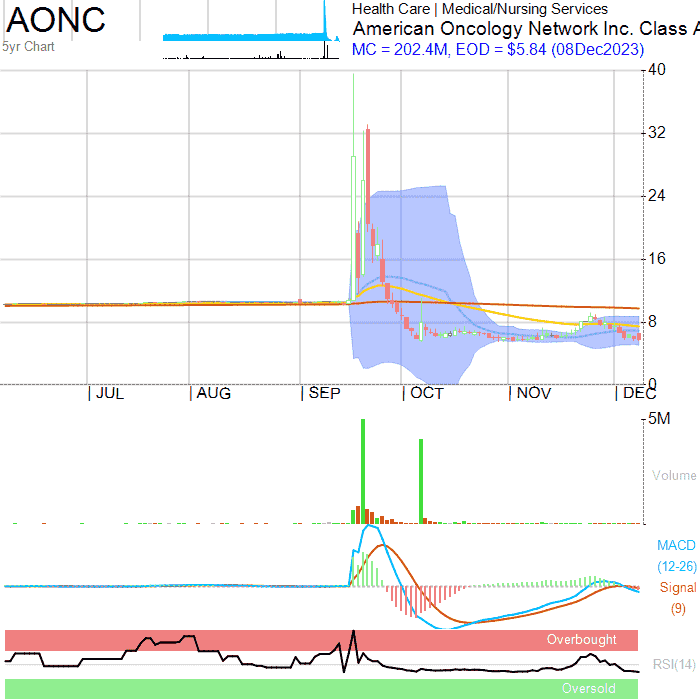 AONC
5yr Chart
Health Care | Medical/Nursing Services
American Oncology Network Inc. Class A
MC = 202.4M, EOD = $5.84 (08Dec2023)
40
32
24
16
8
0
JUL AUG SEP OCT NOV DEC
5M
Volume
MACD
(12-26)
Signal
(9)
Overbought
RSI(14)
Oversold